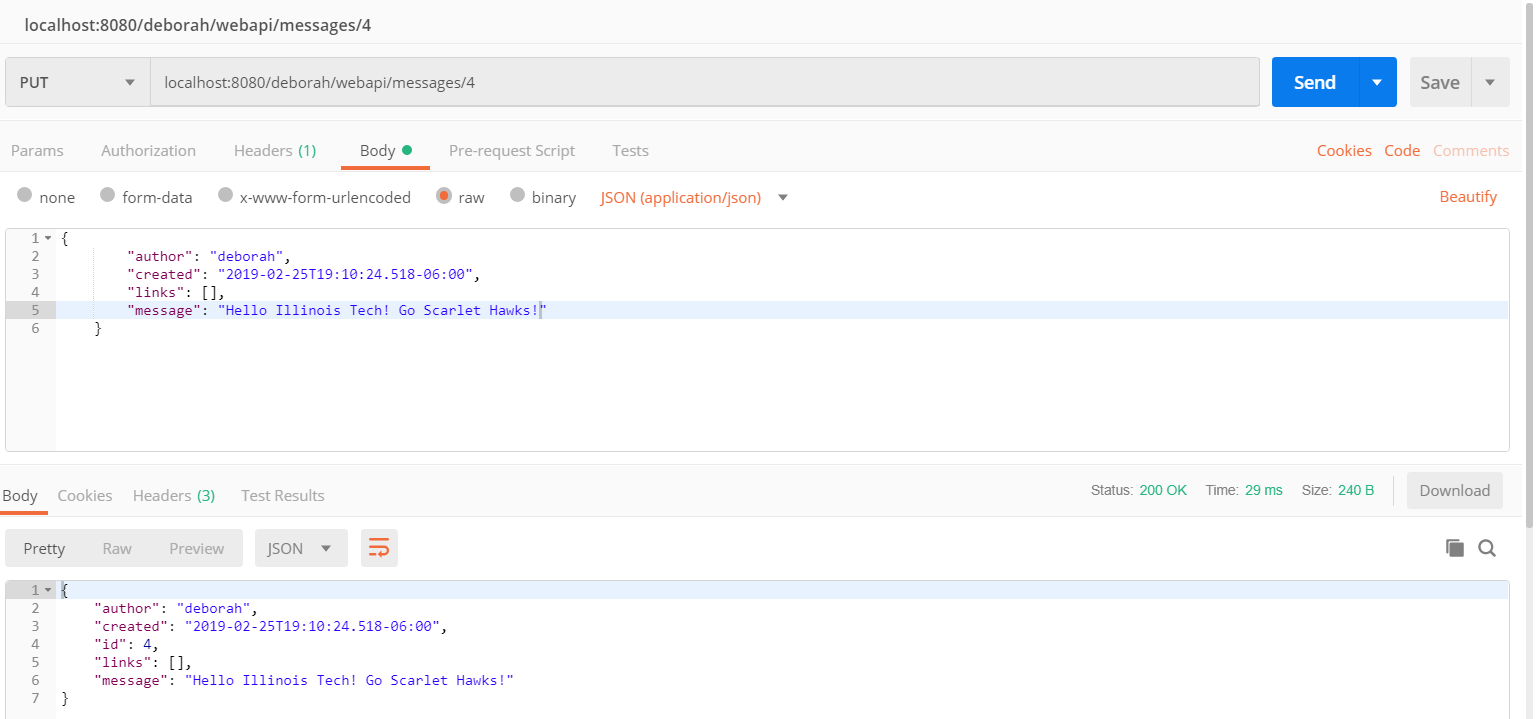 localhost:8080/deborah/webapi/messages/4
PUT localhost:8080/deborah/webapi/messages/4 Send Save
Params Authorization Headers (1) Body Pre-request Script Tests Cookies Code Comments
none form-data x-www-form-urlencoded raw binary JSON (application/json) Beautify
1 {
2 "author": "deborah",
3 "created": "2019-02-25T19:10:24.518-06:00",
4 "links": [],
5 "message": "Hello Illinois Tech! Go Scarlet Hawks!"
6 }
Body Cookies Headers (3) Test Results Status: 200 OK Time: 29 ms Size: 240 B Download
Pretty Raw Preview JSON
1 {
2 "author": "deborah",
3 "created": "2019-02-25T19:10:24.518-06:00",
4 "id": 4,
5 "links": [],
6 "message": "Hello Illinois Tech! Go Scarlet Hawks!"
7 }